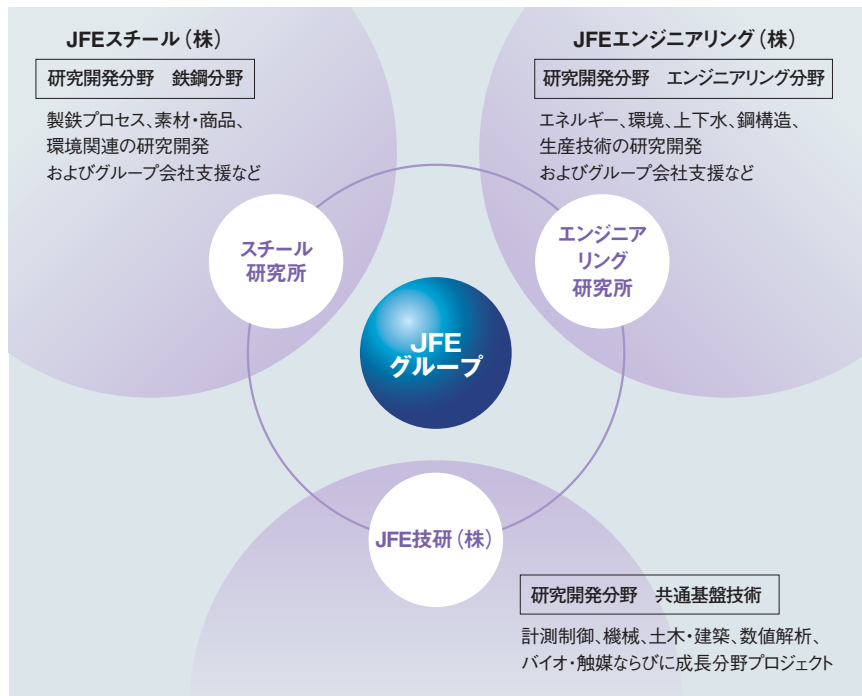 JFEスチール(株)
研究開発分野 鉄鋼分野
製鉄プロセス、素材・商品、
環境関連の研究開発
およびグループ会社支援など
JFEエンジニアリング(株)
研究開発分野 エンジニアリング分野
エネルギー、環境、上下水、鋼構造、
生産技術の研究開発
およびグループ会社支援など
スチール
研究所
エンジニア
リング
研究所
JFE
グループ
JFE技研(株)
研究開発分野 共通基盤技術
計測制御、機械、土木・建築、数値解析、
バイオ・触媒ならびに成長分野プロジェクト